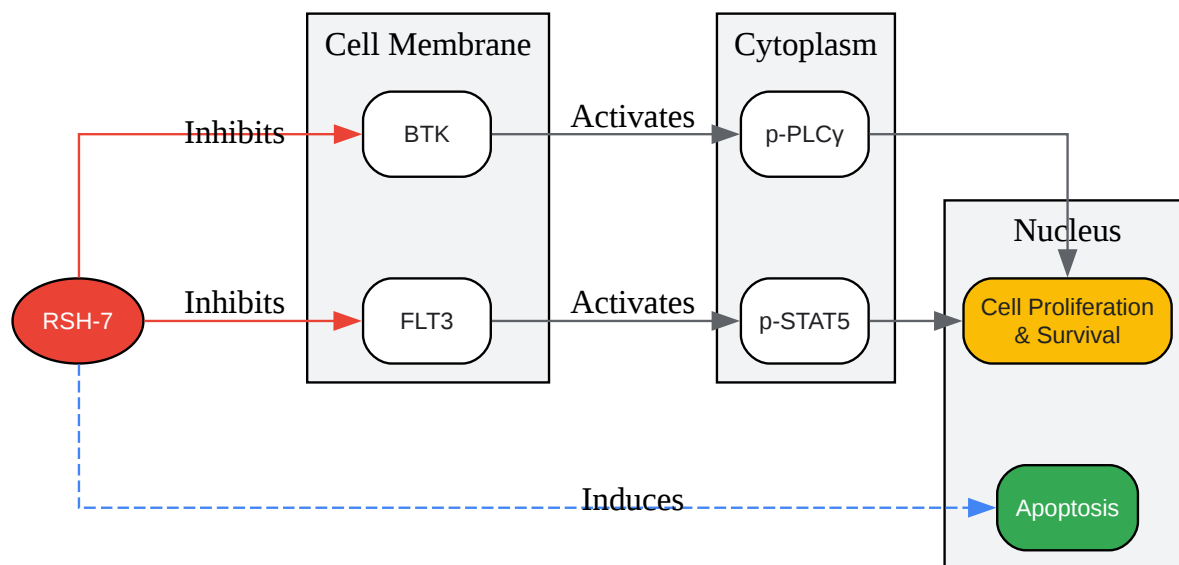 Cell Membrane
Cytoplasm
Inhibits
BTK
Activates
p-PLCγ
Nucleus
RSH-7
Inhibits
FLT3
Activates
p-STAT5
Cell Proliferation
& Survival
Induces
Apoptosis